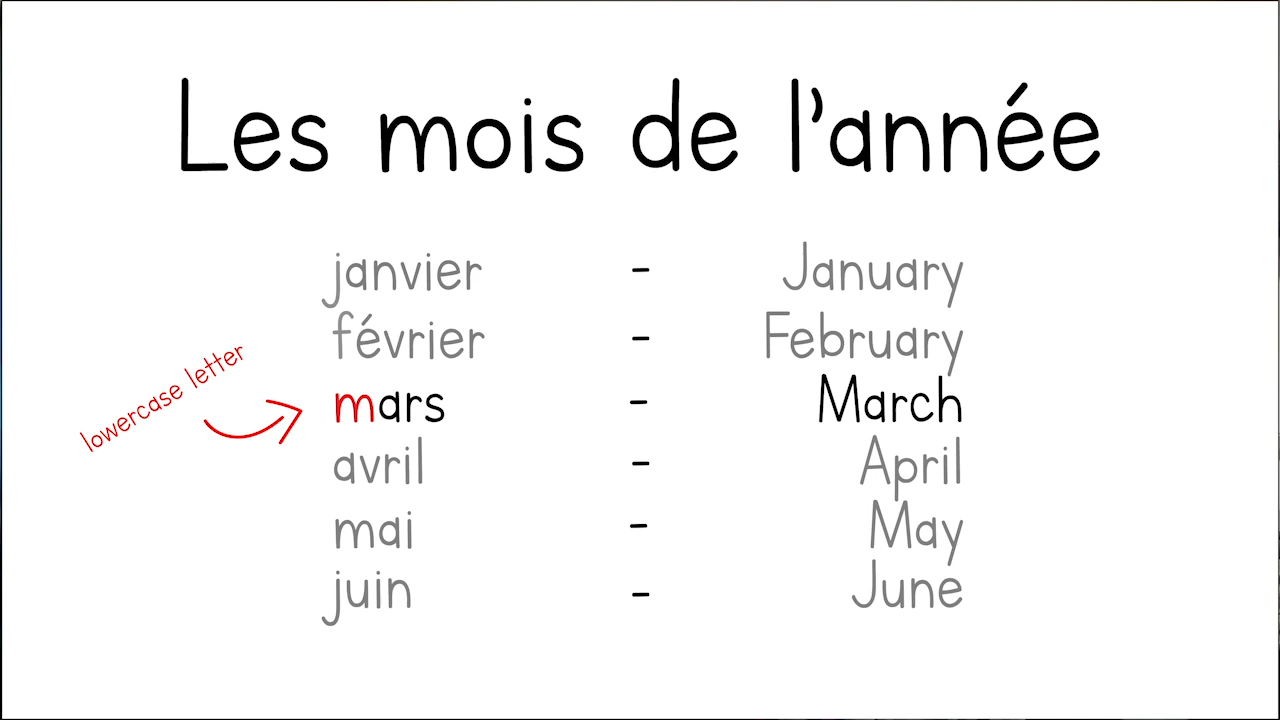 Les mois de l'année
janvier - January
février - February
lowercase letter
mars - March
avril - April
mai - May
juin - June